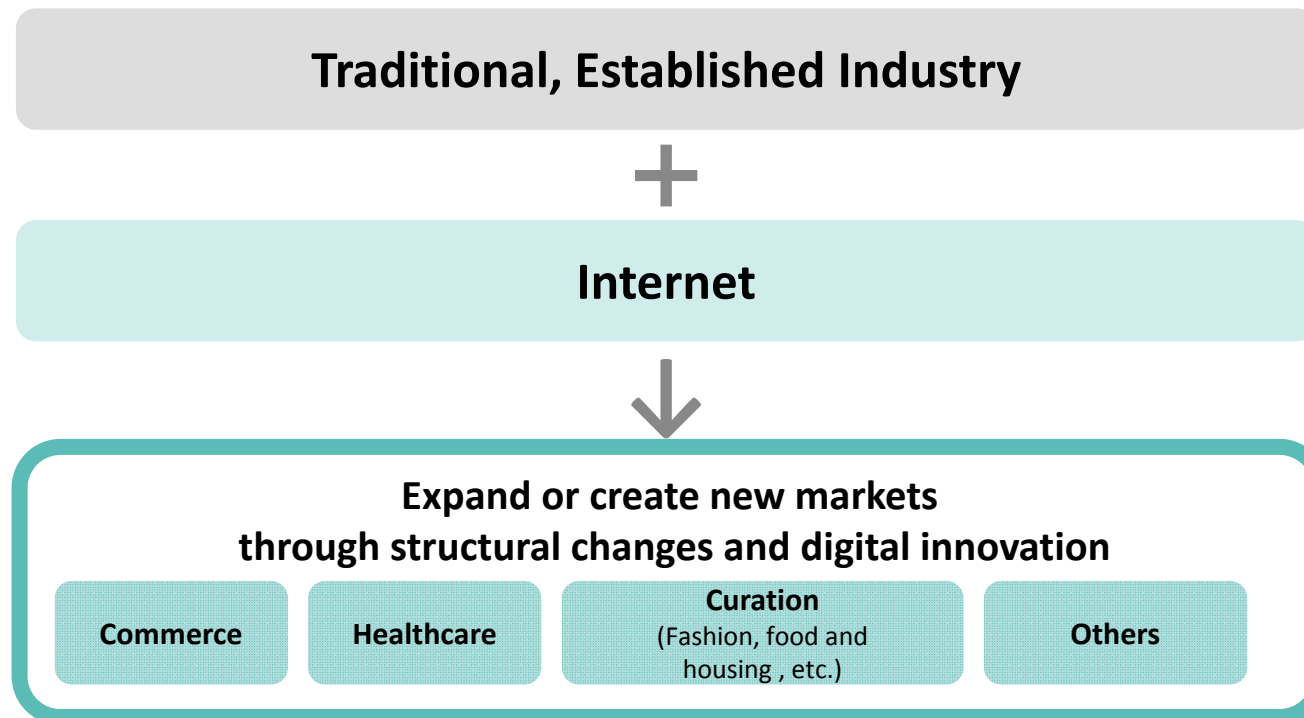 Traditional, Established Industry
+
Internet
Expand or create new markets
through structural changes and digital innovation
Commerce
Healthcare
Curation
(Fashion, food and
housing , etc.)
Others